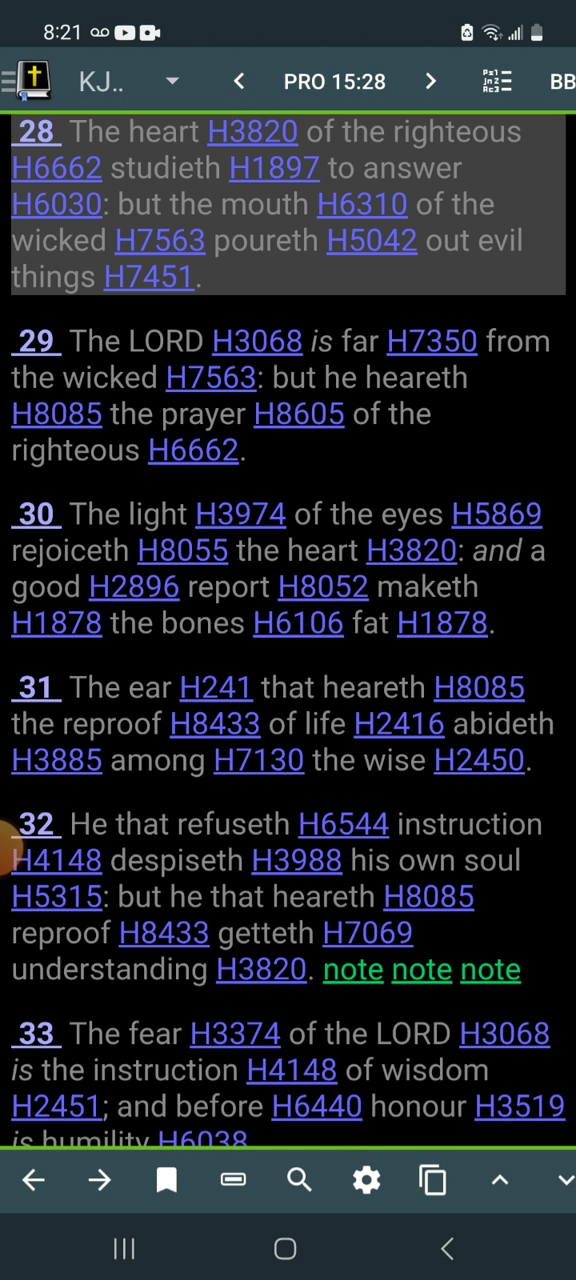 8:21
KJ..
PRO 15:28
BB
28 The heart H3820 of the righteous
H6662 studieth H1897 to answer
H6030: but the mouth H6310 of the
wicked H7563 poureth H5042 out evil
things H7451.
29 The LORD H3068 is far H7350 from
the wicked H7563: but he heareth
H8085 the prayer H8605 of the
righteous H6662.
30 The light H3974 of the eyes H5869
rejoiceth H8055 the heart H3820: and a
good H2896 report H8052 maketh
H1878 the bones H6106 fat H1878.
31 The ear H241 that heareth H8085
the reproof H8433 of life H2416 abideth
H3885 among H7130 the wise H2450.
32 He that refuseth H6544 instruction
H4148 despiseth H3988 his own soul
H5315: but he that heareth H8085
reproof H8433 getteth H7069
understanding H3820. note note note
33 The fear H3374 of the LORD H3068
is the instruction H4148 of wisdom
H2451; and before H6440 honour H3519
is humility H6038